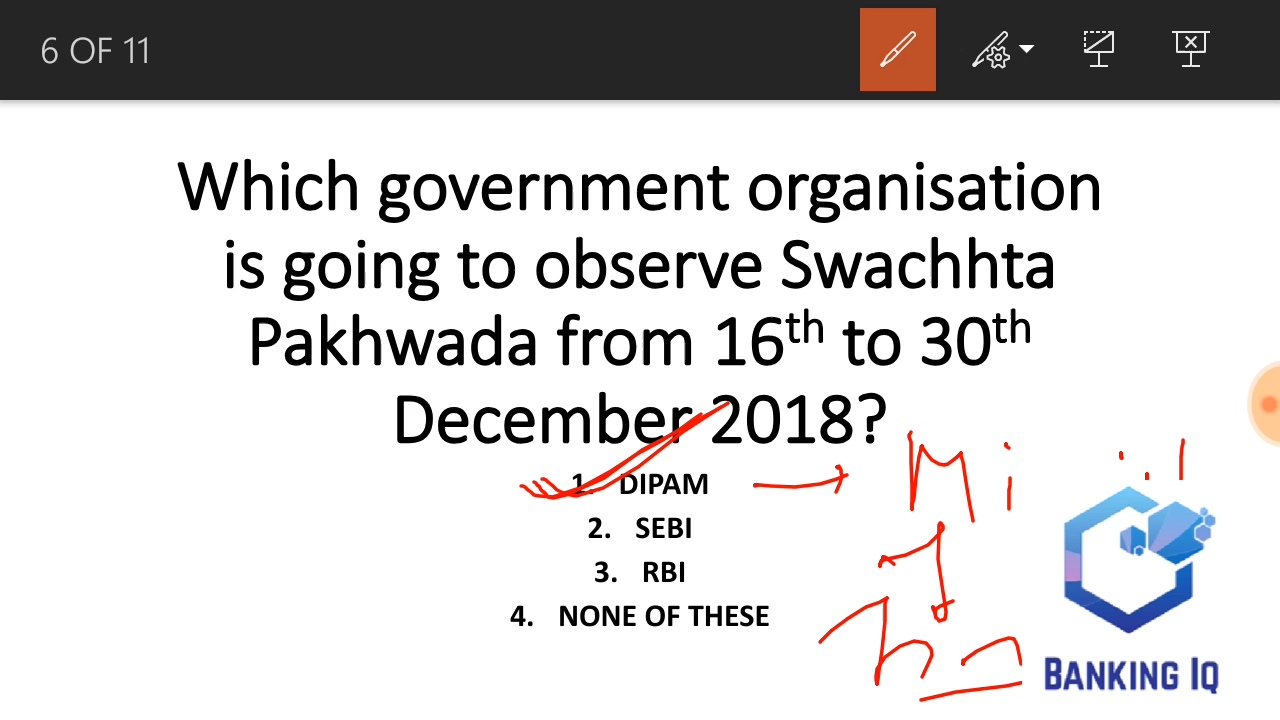 6 OF 11
Which government organisation
is going to observe Swachhta
Pakhwada from 16th to 30th
December 2018?
1. DIPAM
2. SEBI
3. RBI
4. NONE OF THESE
BANKING IQ